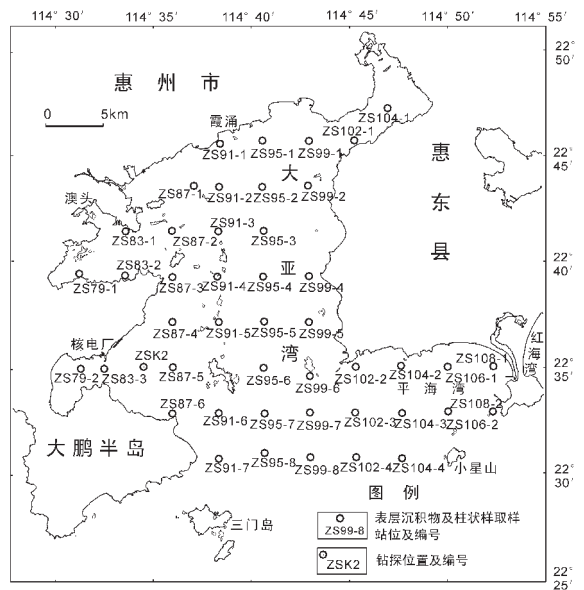 114° 30′ 114° 35′ 114° 40′ 114° 45′ 114° 50′ 114° 55′
22° 50′
惠州市
0 5km
ZS104-1
霞涌
ZS102-1
ZS91-1 ZS95-1 ZS99-1
22° 45′
惠东县
大亚湾
澳头
ZS87-1 ZS91-2 ZS95-2 ZS99-2
ZS91-3
ZS83-1 ZS87-2 ZS95-3
22° 40′
ZS83-2
ZS79-1 ZS87-3 ZS91-4 ZS95-4 ZS99-4
ZS87-4 ZS91-5 ZS95-5 ZS99-5
红海湾
核电厂
ZSK2 ZS108-1
22° 35′
ZS79-2 ZS83-3 ZS87-5 ZS95-6 ZS99-6 ZS102-2 ZS104-2 ZS106-1
平海湾
ZS87-6 ZS108-2
ZS91-6 ZS95-7 ZS99-7 ZS102-3 ZS104-3 ZS106-2
大鹏半岛
ZS91-7 ZS95-8 ZS99-8 ZS102-4 ZS104-4 小星山
22° 30′
图例
三门岛
ZS99-8 表层沉积物及柱状样取样
站位及编号
ZSK2 钻探位置及编号
22° 25′